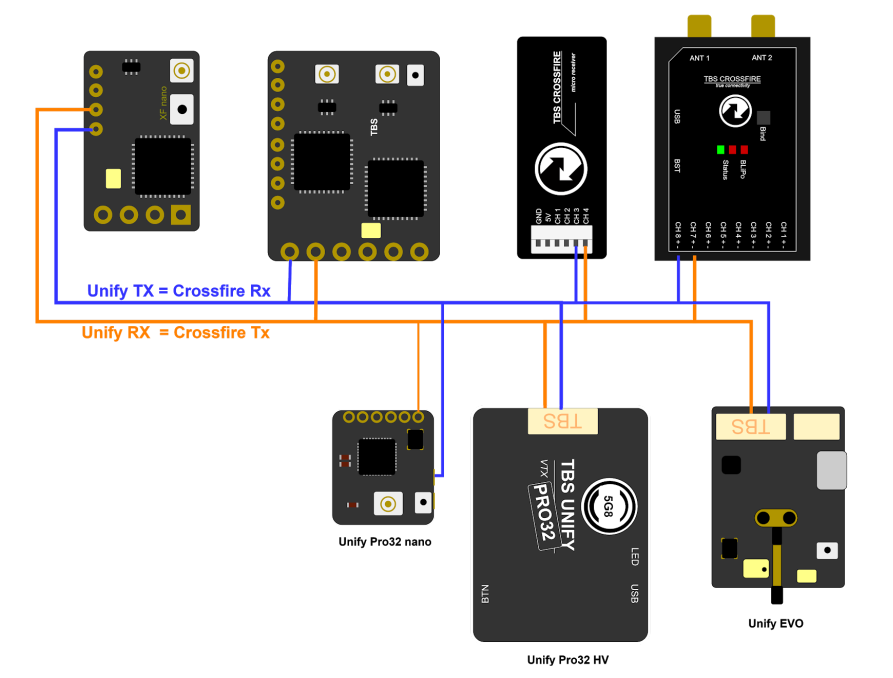 XF nano
TBS
TBS CROSSFIRE
micro receiver
GND
5V
CH 1
CH 2
CH 3
CH 4
ANT 1
ANT 2
TBS CROSSFIRE
true connectivity
USB
Bind
BST
Status
BLiPo
CH 8 + -
CH 7 + -
CH 6 + -
CH 5 + -
CH 4 + -
CH 3 + -
CH 2 + -
CH 1 + -
Unify TX = Crossfire Rx
Unify RX = Crossfire Tx
Unify Pro32 nano
TBS
TBS UNIFY
VTX
PRO32
5G8
LED
USB
BTN
Unify Pro32 HV
TBS
Unify EVO